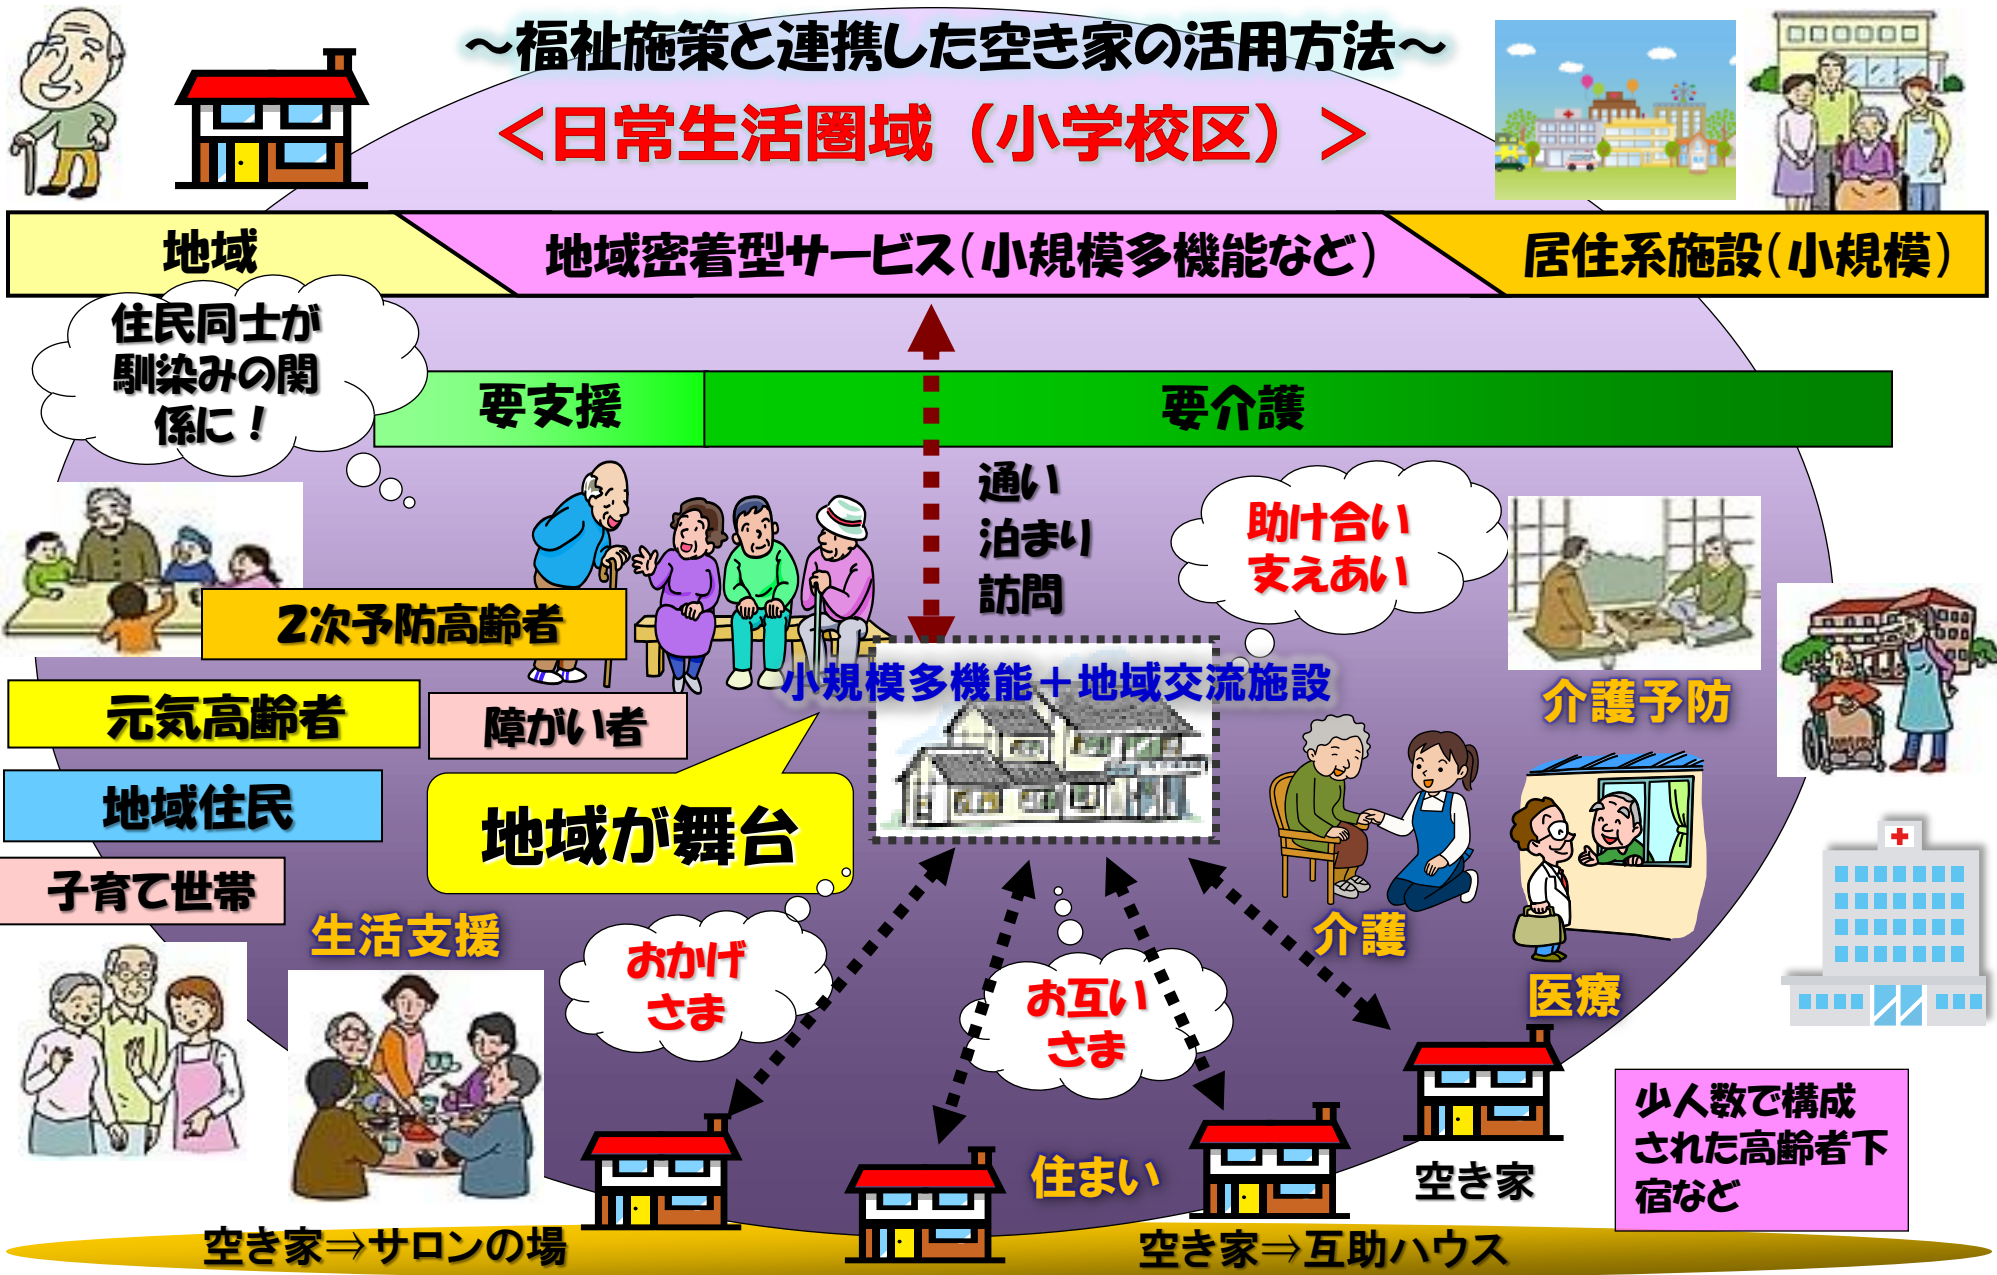 ～福祉施策と連携した空き家の活用方法～
＜日常生活圏域（小学校区）＞
地域
地域密着型サービス（小規模多機能など）
居住系施設（小規模）
住民同士が
馴染みの関
係に！
要支援
要介護
通い
泊まり
訪問
助け合い
支えあい
２次予防高齢者
小規模多機能＋地域交流施設
介護予防
元気高齢者
障がい者
地域住民
地域が舞台
子育て世帯
生活支援
おかげ
さま
お互い
さま
介護
医療
少人数で構成
された高齢者下
宿など
住まい
空き家
空き家⇒サロンの場
空き家⇒互助ハウス